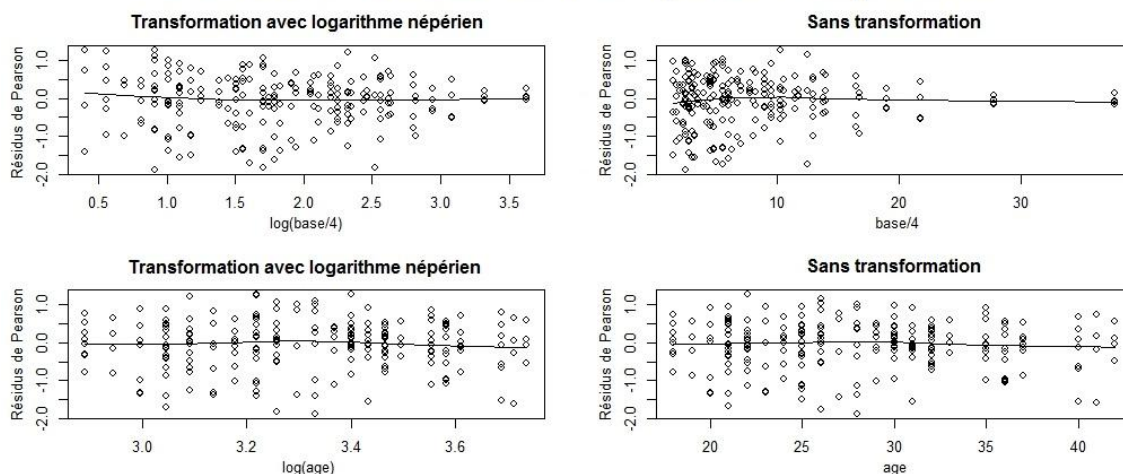 Transformation avec logarithme népérien
Résidus de Pearson
1.0
0.0
-1.0
-2.0
0.5 1.0 1.5 2.0 2.5 3.0 3.5
log(base/4)
Sans transformation
Résidus de Pearson
1.0
0.0
-1.0
-2.0
10 20 30
base/4
Transformation avec logarithme népérien
Résidus de Pearson
1.0
0.0
-1.0
-2.0
3.0 3.2 3.4 3.6
log(age)
Sans transformation
Résidus de Pearson
1.0
0.0
-1.0
-2.0
20 25 30 35 40
age